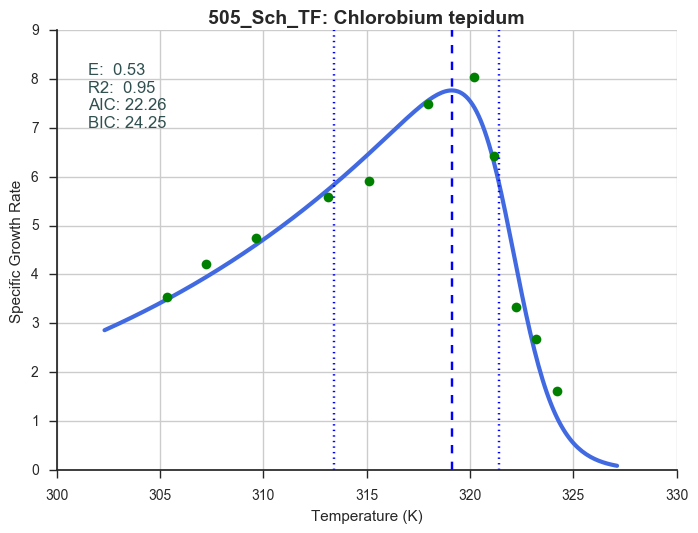 505_Sch_TF: Chlorobium tepidum
9
8
7
6
5
4
3
2
1
0
E:  0.53
R2:  0.95
AIC: 22.26
BIC: 24.25
Specific Growth Rate
300 305 310 315 320 325 330
Temperature (K)